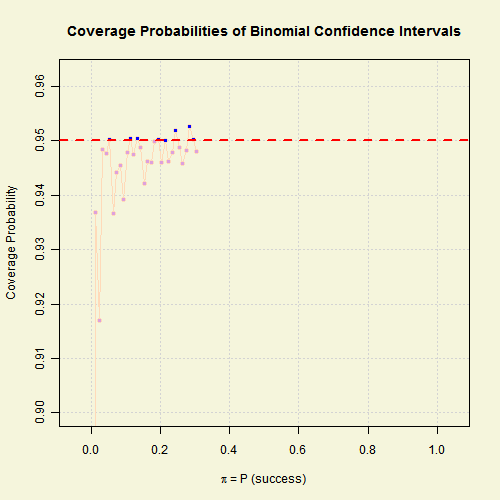 Coverage Probabilities of Binomial Confidence Intervals
Coverage Probability
0.96
0.95
0.94
0.93
0.92
0.91
0.90
0.0 0.2 0.4 0.6 0.8 1.0
π = P (success)